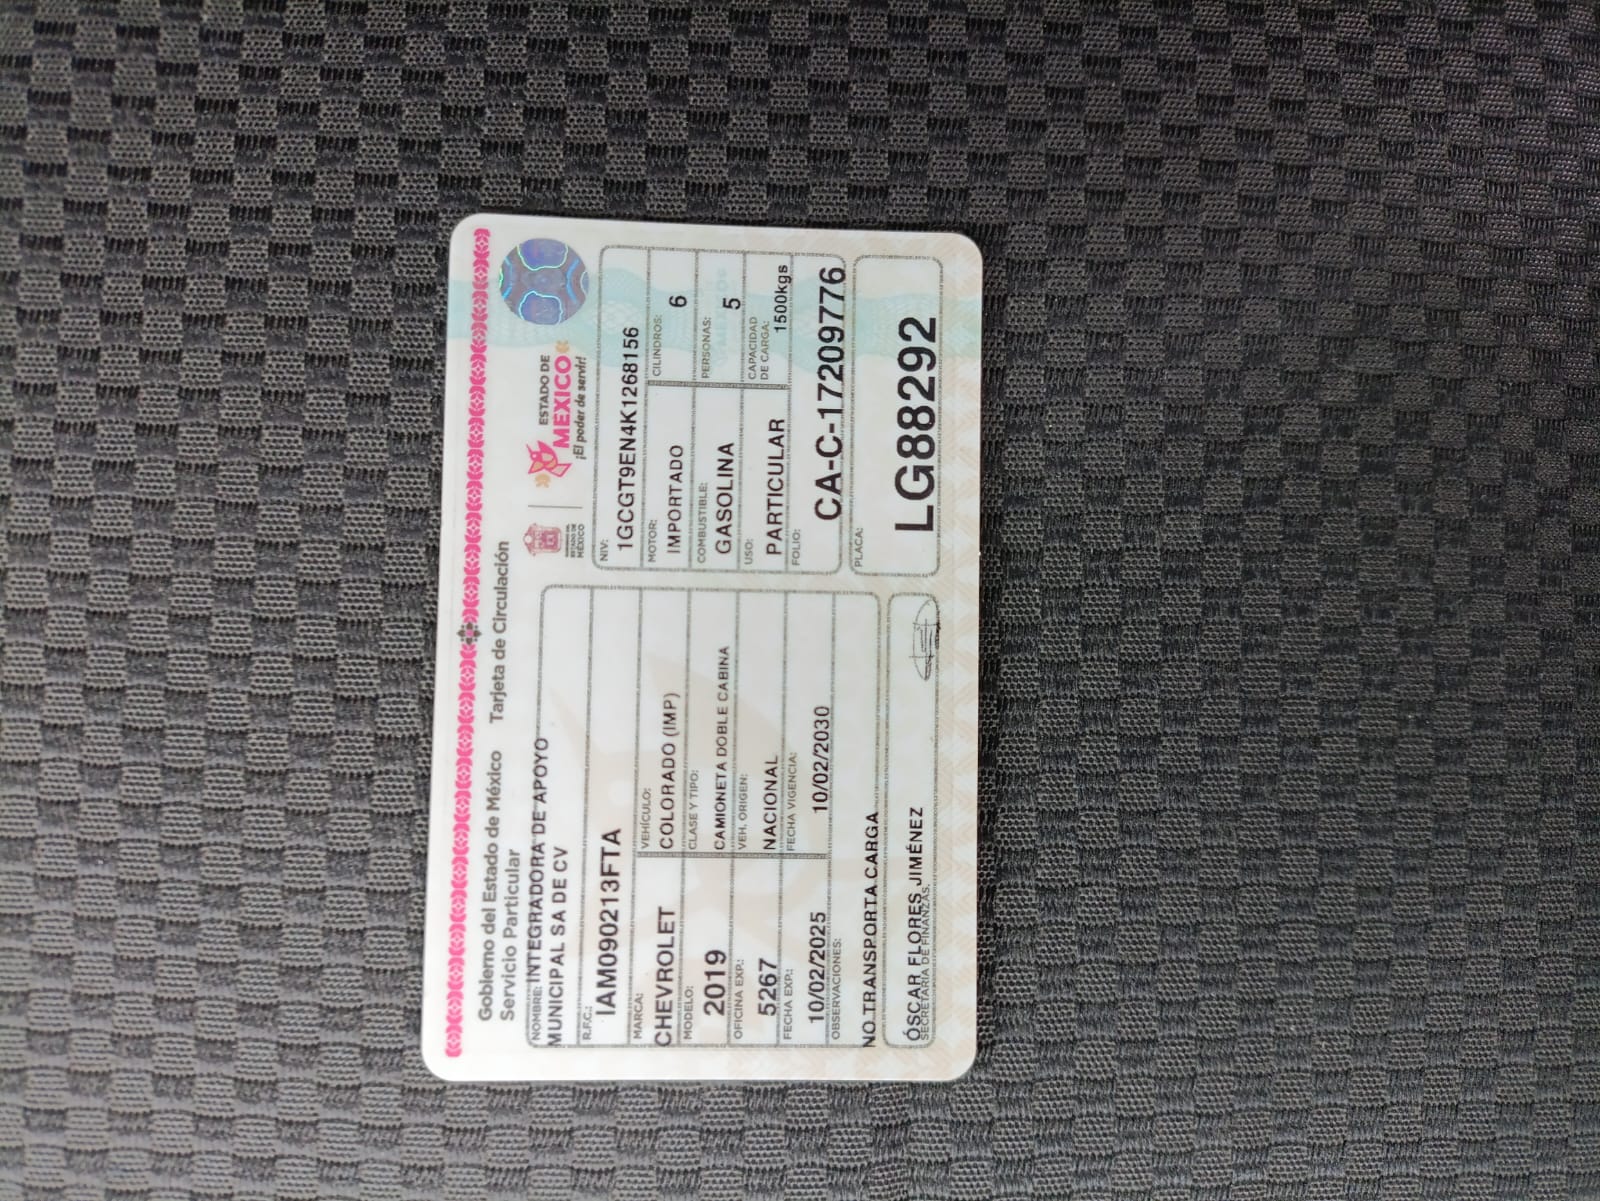 Gobierno del Estado de México Tarjeta de Circulación
Servicio Particular
ESTADO DE MÉXICO
ESTADO DE
MÉXICO
¡El poder de servir!
NOMBRE: INTEGRADORA DE APOYO
MUNICIPAL SA DE CV
R.F.C.:
IAM090213FTA
MARCA:
CHEVROLET
VEHÍCULO:
COLORADO (IMP)
MODELO:
2019
CLASE Y TIPO:
CAMIONETA DOBLE CABINA
OFICINA EXP.:
5267
VEH. ORIGEN:
NACIONAL
FECHA EXP.:
10/02/2025
FECHA VIGENCIA:
10/02/2030
OBSERVACIONES:
NO TRANSPORTA CARGA
ÓSCAR FLORES JIMÉNEZ
SECRETARÍA DE FINANZAS.
NIV:
1GCGT9EN4K1268156
MOTOR:
IMPORTADO
CILINDROS:
6
COMBUSTIBLE:
GASOLINA
PERSONAS:
5
USO:
PARTICULAR
CAPACIDAD
DE CARGA:
1500kgs
FOLIO:
CA-C-17209776
PLACA:
LG88292